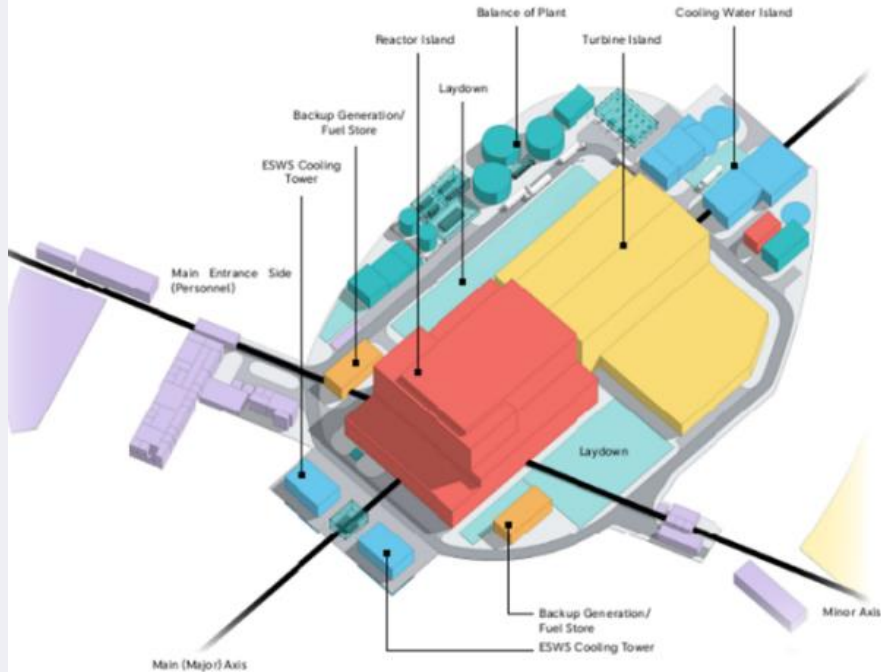 Balance of Plant
Cooling Water Island
Reactor Island
Turbine Island
Laydown
Backup Generation/
Fuel Store
ESWS Cooling
Tower
Main Entrance Side
(Personnel)
Laydown
Backup Generation/
Fuel Store
Minor Axis
ESWS Cooling Tower
Main (Major) Axis